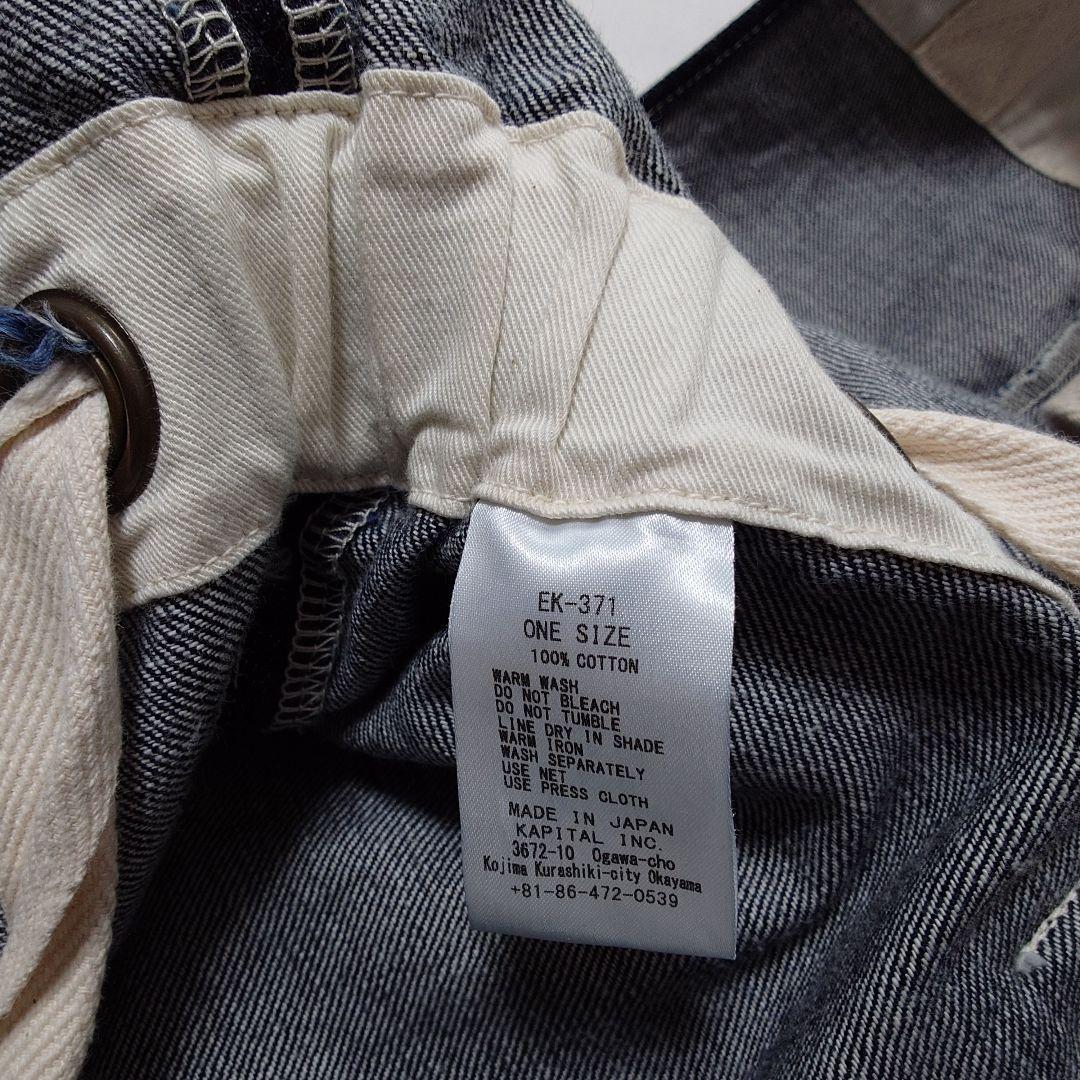 EK-371
ONE SIZE
100% COTTON
WARM WASH
DO NOT BLEACH
DO NOT TUMBLE
LINE DRY IN SHADE
WARM IRON
WASH SEPARATELY
USE NET
USE PRESS CLOTH
MADE IN JAPAN
KAPITAL INC.
3672-10 Ogawa-cho
Kojima Kurashiki-city Okayama
+81-86-472-0539